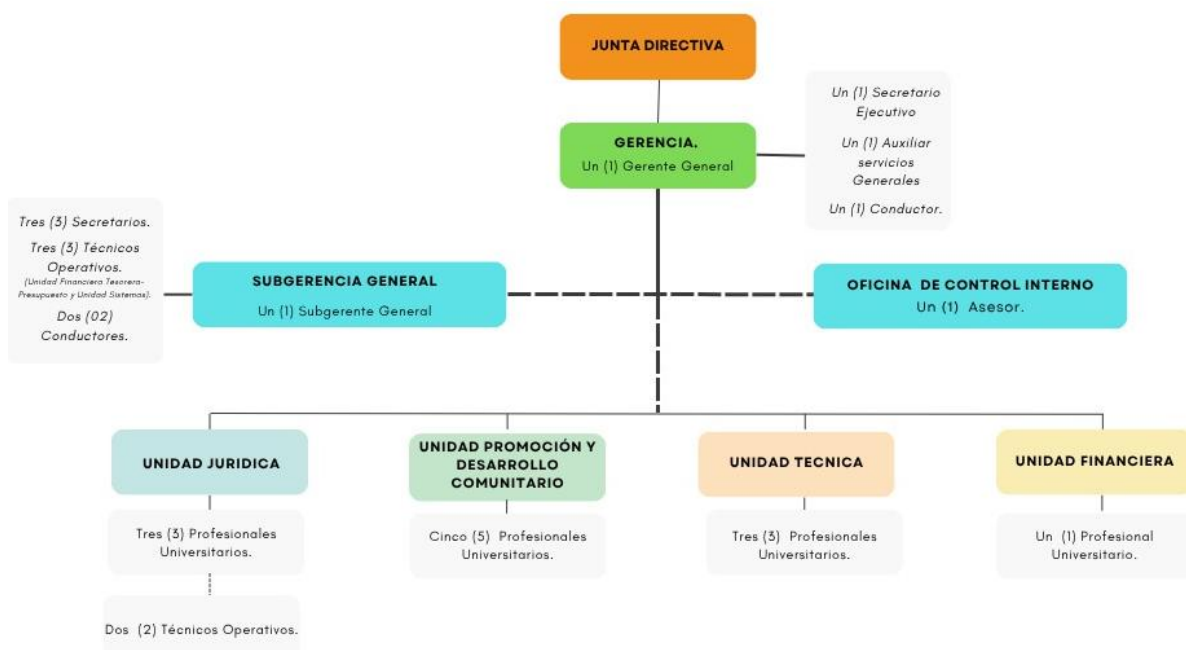 JUNTA DIRECTIVA
GERENCIA.
Un (1) Gerente General
Un (1) Secretario
Ejecutivo
Un (1) Auxiliar
servicios
Generales
Un (1) Conductor.
Tres (3) Secretarios.
Tres (3) Técnicos
Operativos.
(Unidad Financiera Tesorera-
Presupuesto y Unidad Sistemas).
Dos (02)
Conductores.
SUBGERENCIA GENERAL
Un (1) Subgerente General
OFICINA DE CONTROL INTERNO
Un (1) Asesor.
UNIDAD JURIDICA
Tres (3) Profesionales
Universitarios.
Dos (2) Técnicos Operativos.
UNIDAD PROMOCIÓN Y
DESARROLLO
COMUNITARIO
Cinco (5) Profesionales
Universitarios.
UNIDAD TECNICA
Tres (3) Profesionales
Universitarios.
UNIDAD FINANCIERA
Un (1) Profesional
Universitario.